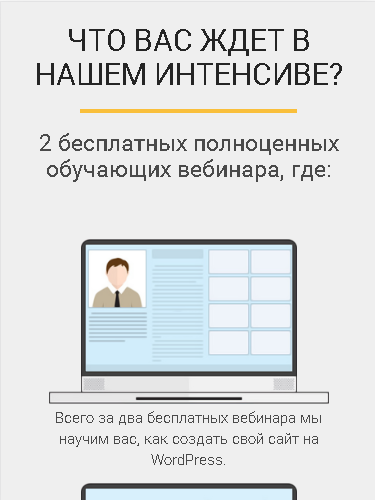 ЧТО ВАС ЖДЕТ В
НАШЕМ ИНТЕНСИВЕ?
2 бесплатных полноценных
обучающих вебинара, где:
Всего за два бесплатных вебинара мы
научим вас, как создать свой сайт на
WordPress.